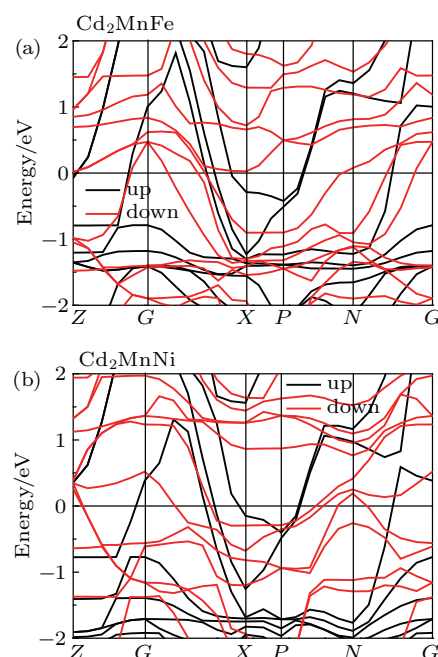 Cd₂MnFe
(a)
2
1
0
−1
−2
Energy/eV
up
down
Z G X P N G
Cd₂MnNi
(b)
2
1
0
−1
−2
Energy/eV
up
down
Z G X P N G